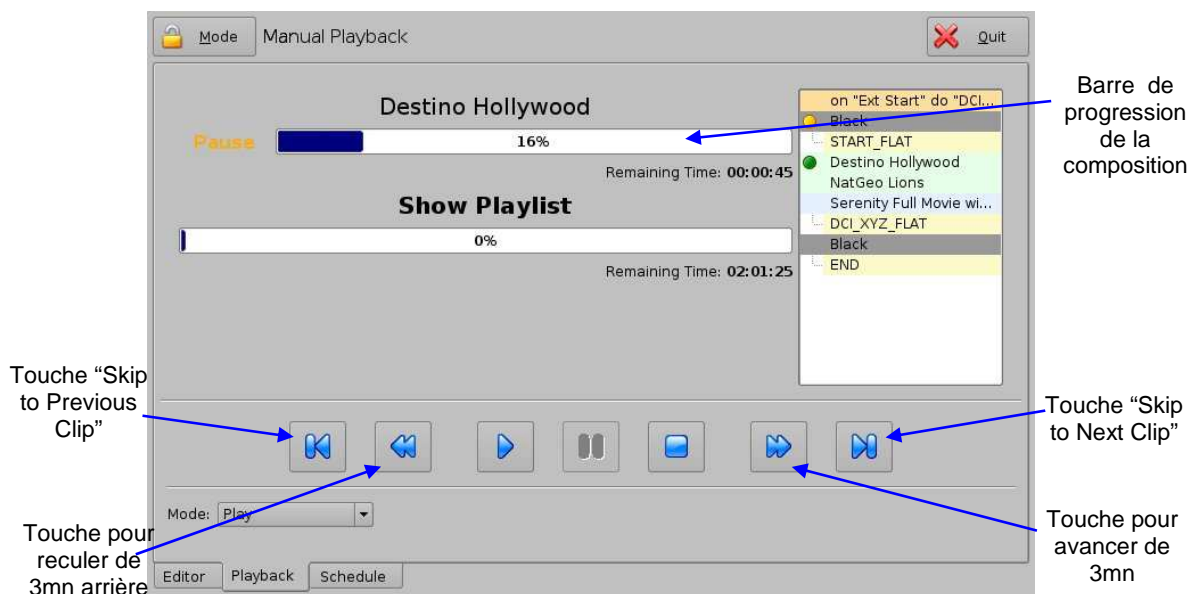 Mode
Manual Playback
Quit
Destino Hollywood
Pause
16%
Remaining Time: 00:00:45
Show Playlist
0%
Remaining Time: 02:01:25
on "Ext Start" do "DCI...
Black
START_FLAT
Destino Hollywood
NatGeo Lions
Serenity Full Movie wi...
DCI_XYZ_FLAT
Black
END
Barre de
progression
de la
composition
Touche “Skip
to Previous
Clip”
Touche “Skip
to Next Clip”
Mode: Play
Touche pour
reculer de
3mn arrière
Touche pour
avancer de
3mn
Editor Playback Schedule